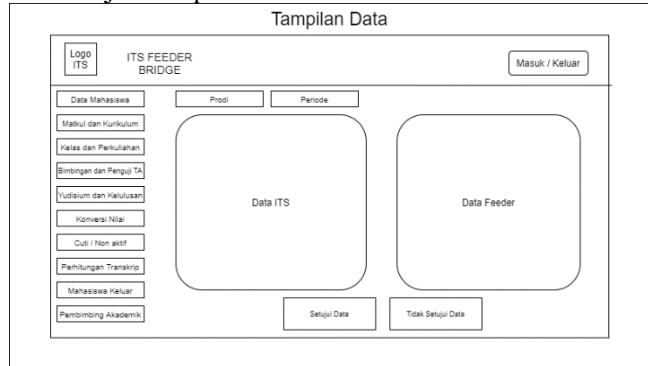 Tampilan Data
Logo
ITS
ITS FEEDER
BRIDGE
Masuk / Keluar
Data Mahasiswa
Prodi
Periode
Matkul dan Kurikulum
Kelas dan Perkuliahan
Bimbingan dan Penguji TA
Yudisium dan Kelulusan
Konversi Nilai
Cuti / Non aktif
Perhitungan Transkrip
Mahasiswa Keluar
Pembimbing Akademik
Data ITS
Data Feeder
Setujui Data
Tidak Setujui Data